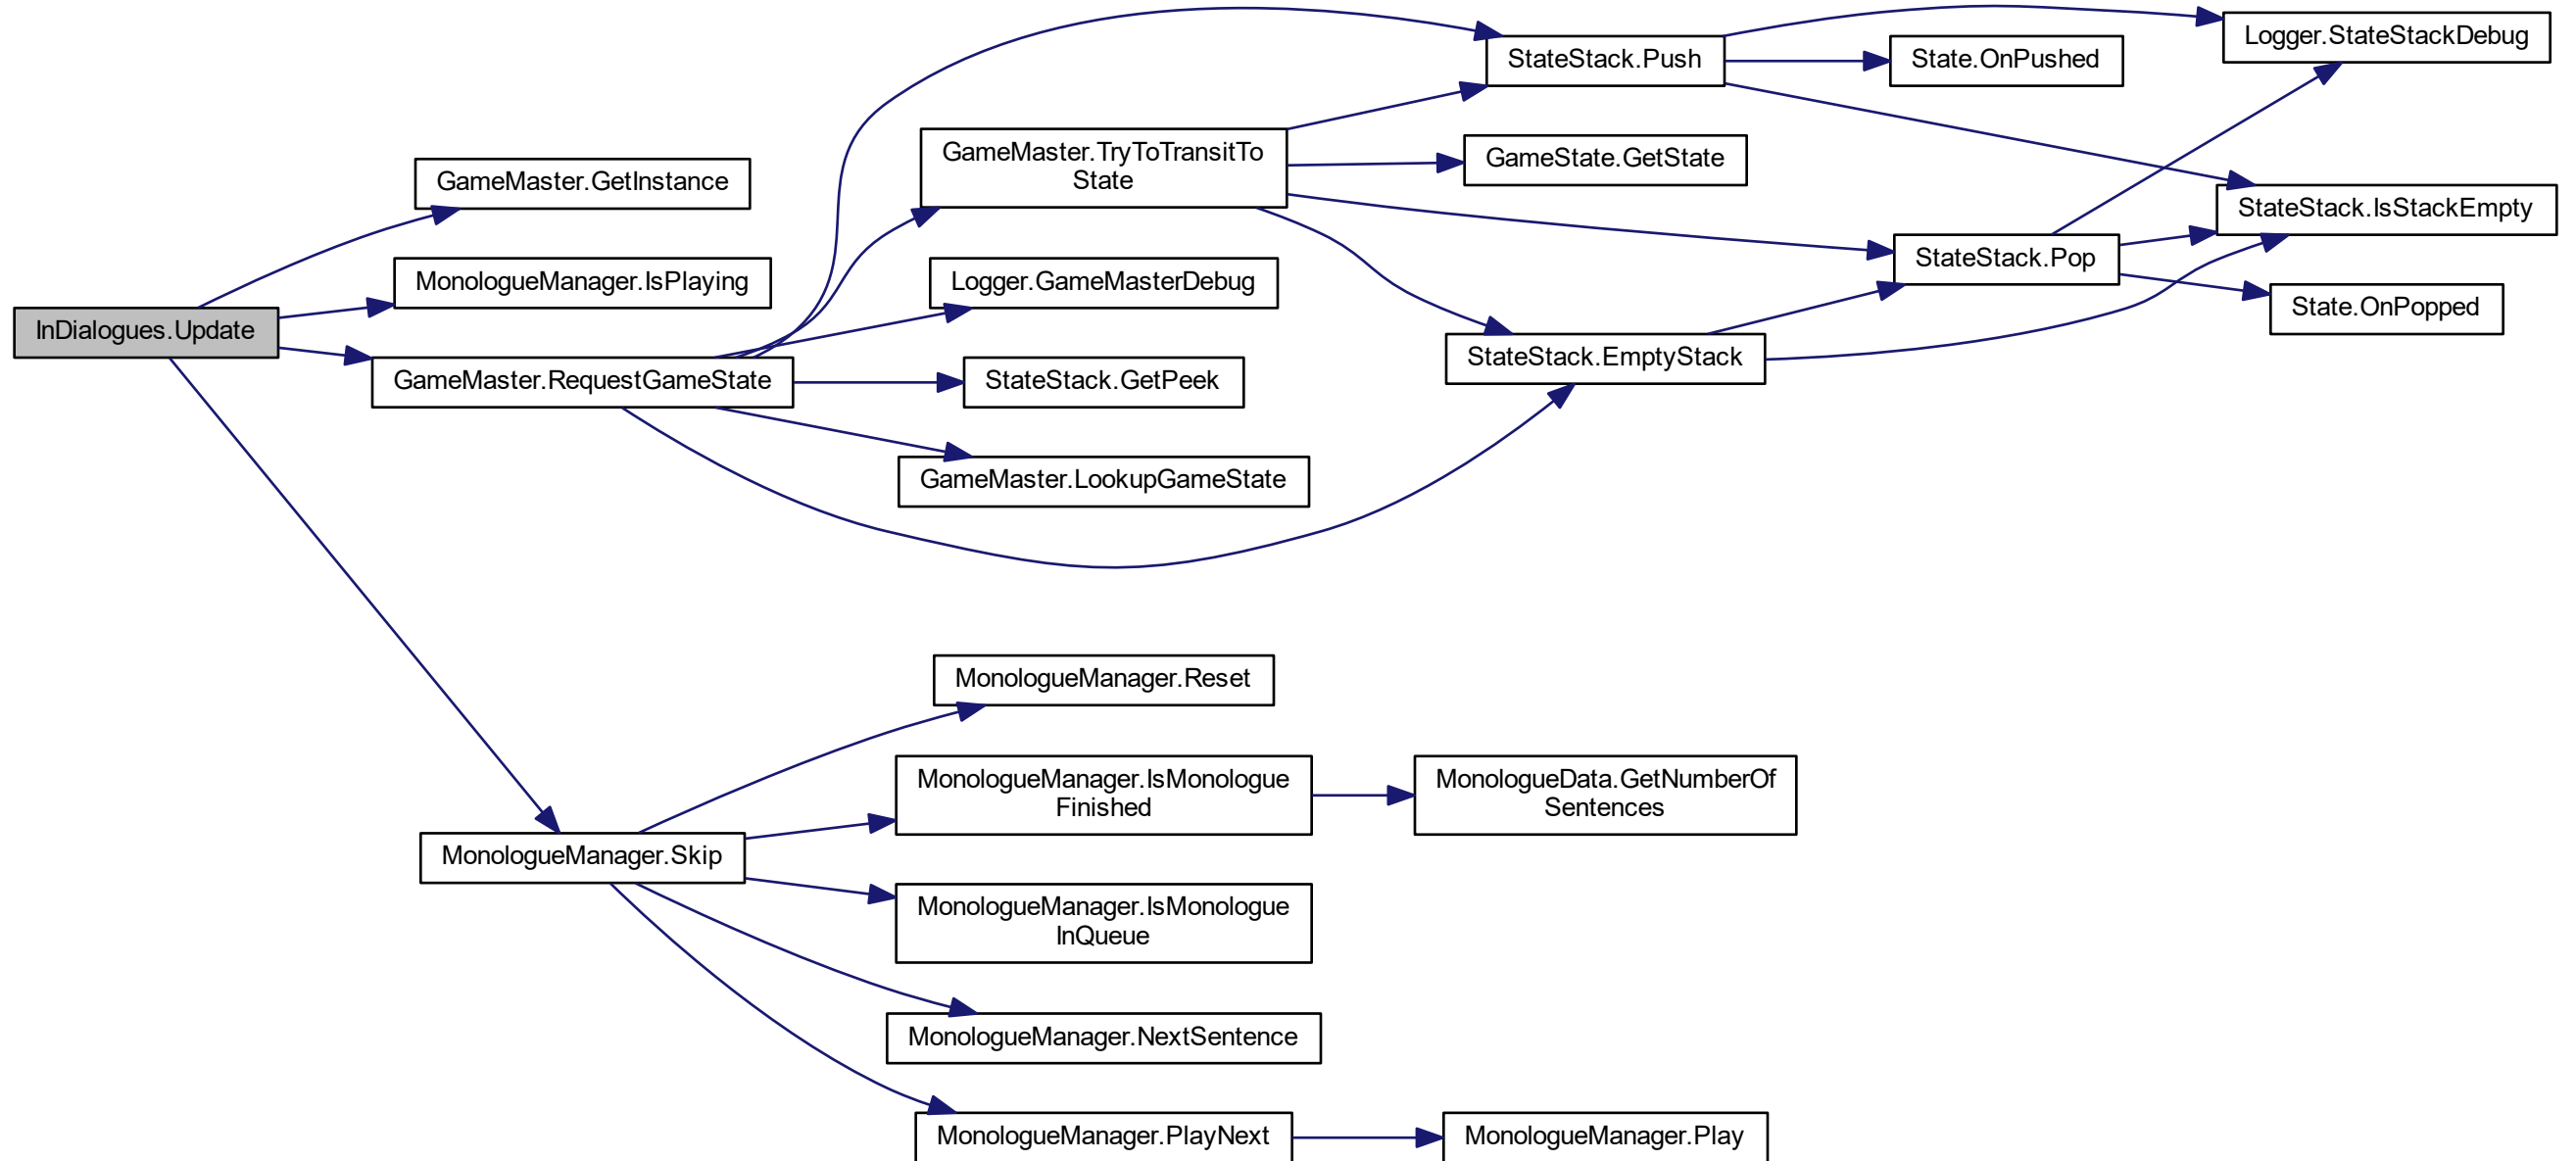 InDialogues.Update
GameMaster.GetInstance
MonologueManager.IsPlaying
GameMaster.RequestGameState
MonologueManager.Skip
GameMaster.TryToTransitTo
State
Logger.GameMasterDebug
StateStack.GetPeek
GameMaster.LookupGameState
MonologueManager.Reset
MonologueManager.IsMonologue
Finished
MonologueManager.IsMonologue
InQueue
MonologueManager.NextSentence
MonologueManager.PlayNext
StateStack.Push
GameState.GetState
StateStack.EmptyStack
MonologueData.GetNumberOf
Sentences
MonologueManager.Play
State.OnPushed
StateStack.Pop
Logger.StateStackDebug
StateStack.IsStackEmpty
State.OnPopped